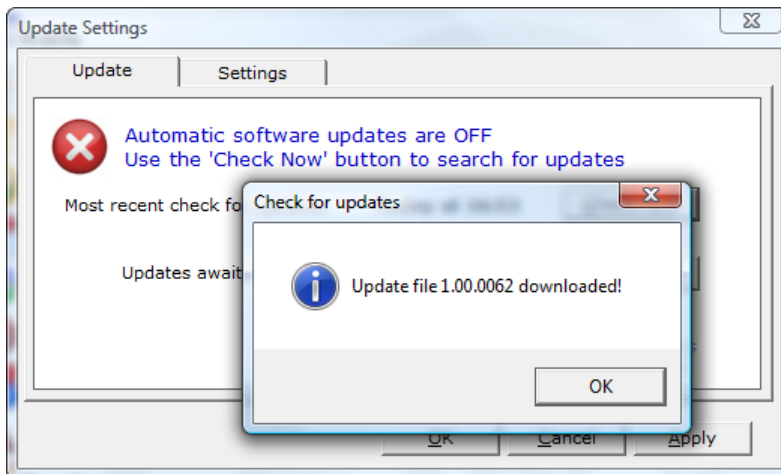 Update Settings
Update Settings
Automatic software updates are OFF
Use the 'Check Now' button to search for updates
Most recent check fo
Check for updates
Updates await
Update file 1.00.0062 downloaded!
OK
OK Cancel Apply